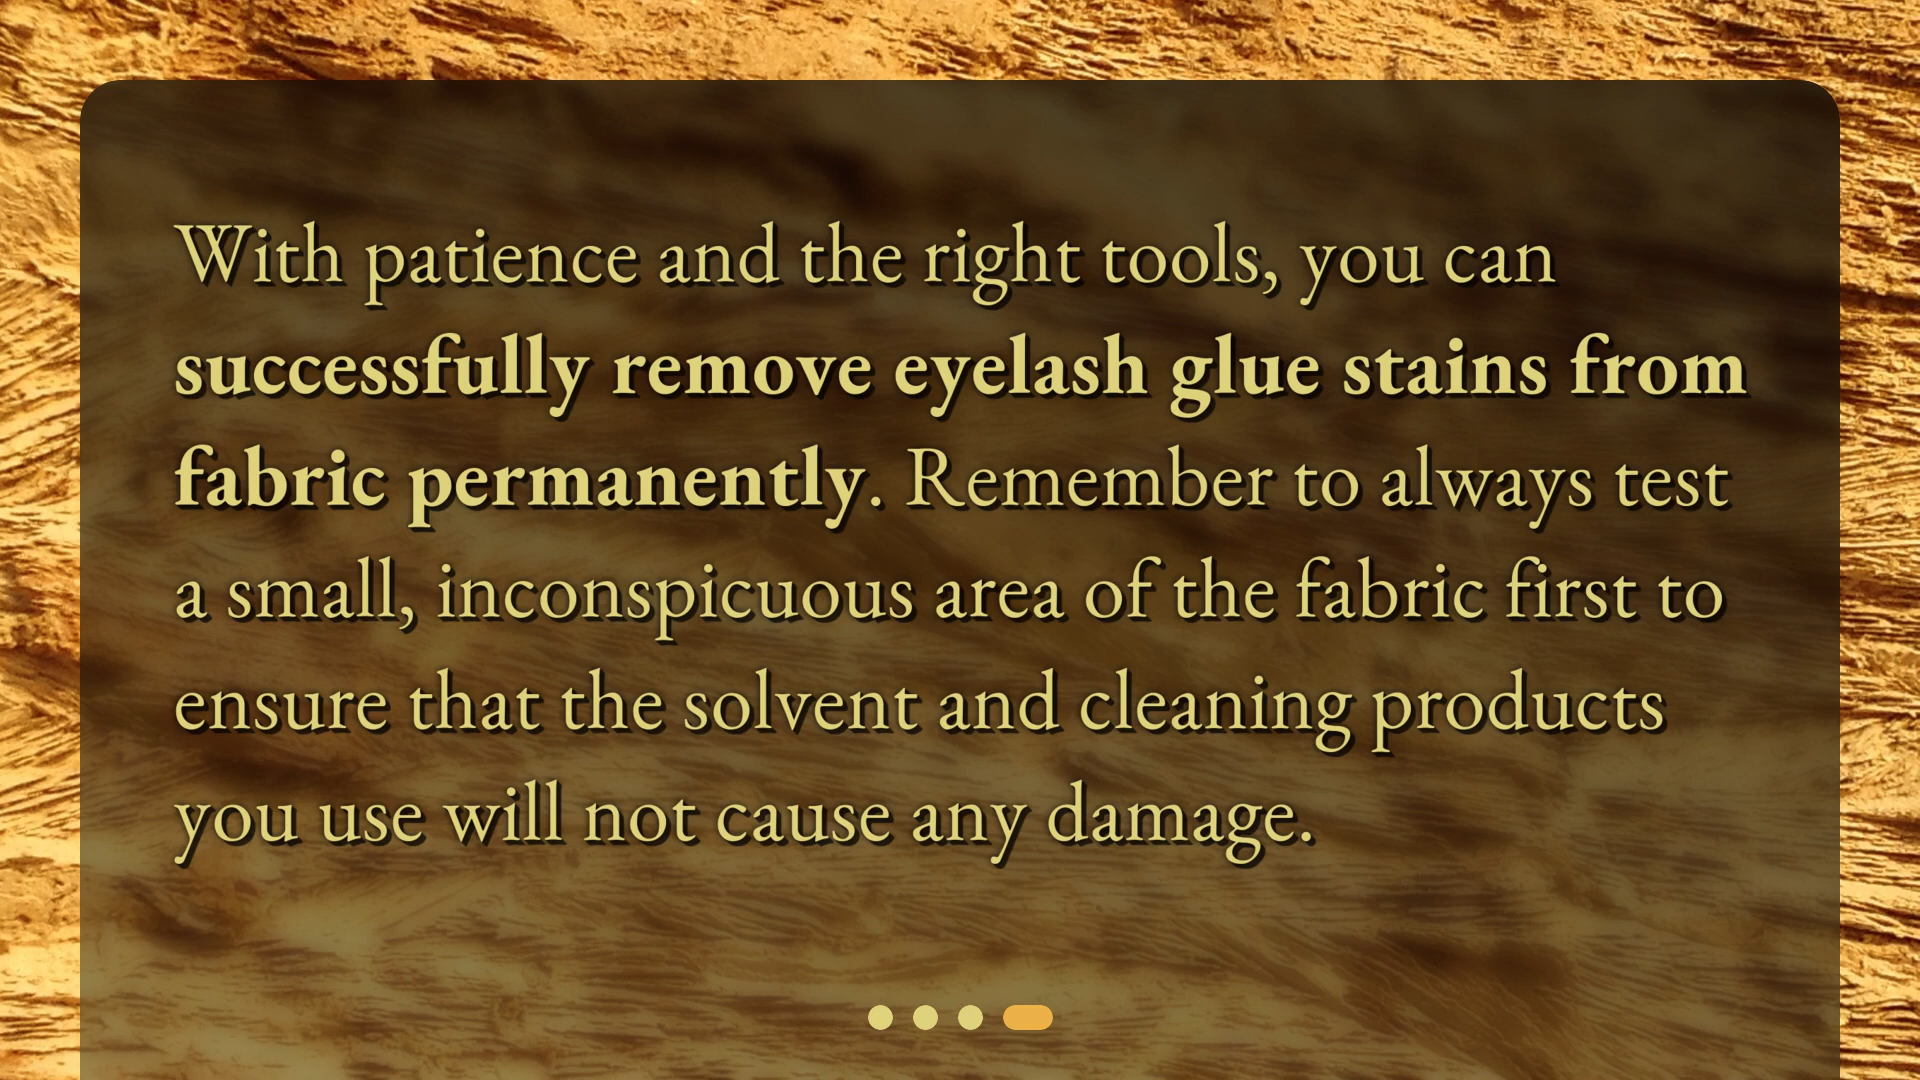 With patience and the right tools, you can
successfully remove eyelash glue stains from
fabric permanently. Remember to always test
a small, inconspicuous area of the fabric first to
ensure that the solvent and cleaning products
you use will not cause any damage.